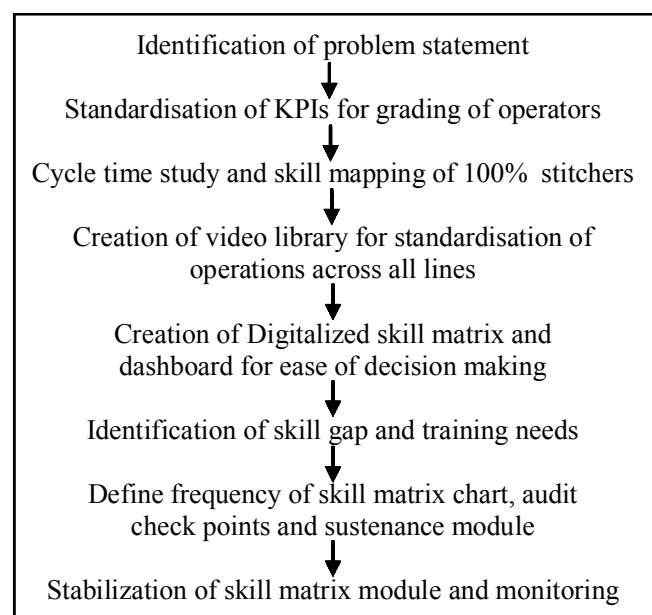 Identification of problem statement
Standardisation of KPIs for grading of operators
Cycle time study and skill mapping of 100% stitchers
Creation of video library for standardisation of
operations across all lines
Creation of Digitalized skill matrix and
dashboard for ease of decision making
Identification of skill gap and training needs
Define frequency of skill matrix chart, audit
check points and sustenance module
Stabilization of skill matrix module and monitoring